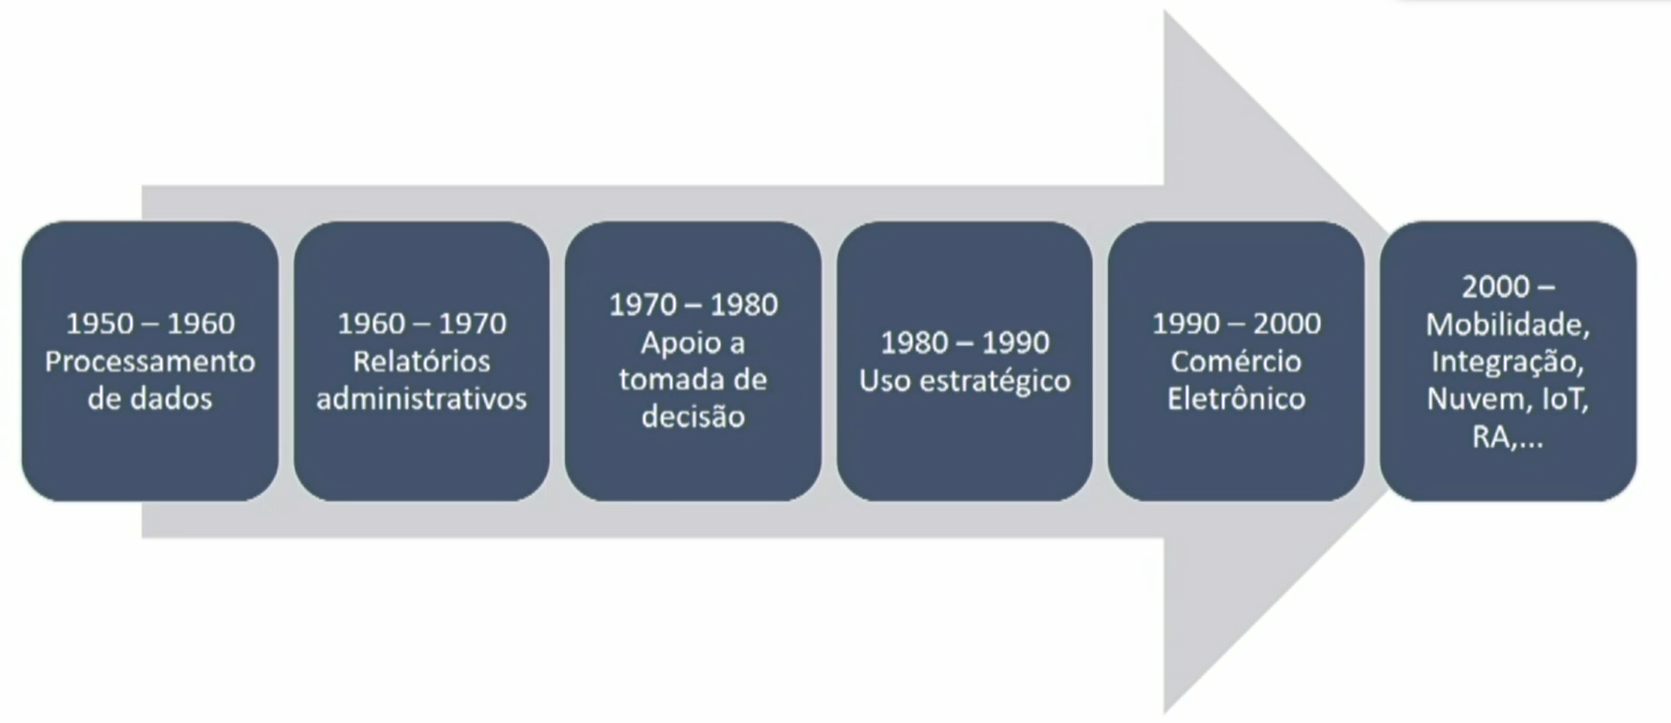 1950 – 1960
Processamento
de dados
1960 – 1970
Relatórios
administrativos
1970 – 1980
Apoio a
tomada de
decisão
1980 – 1990
Uso estratégico
1990 – 2000
Comércio
Eletrônico
2000 –
Mobilidade,
Integração,
Nuvem, IoT,
RA,...